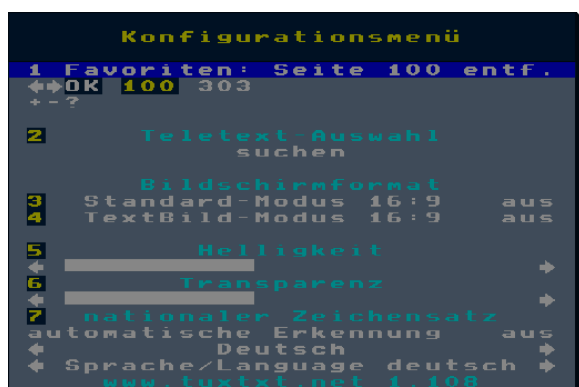 Konfigurationsmenü
1 Favoriten: Seite 100 entf.
OK 100 303
+-?
2 Teletext-Auswahl
suchen
Bildschirmformat
3 Standard-Modus 16:9 aus
4 TextBild-Modus 16:9 aus
5 Helligkeit
6 Transparenz
7 nationaler Zeichensatz
automatische Erkennung aus
Deutsch
Sprache/Language deutsch
www.tuxtxt.net 1.108